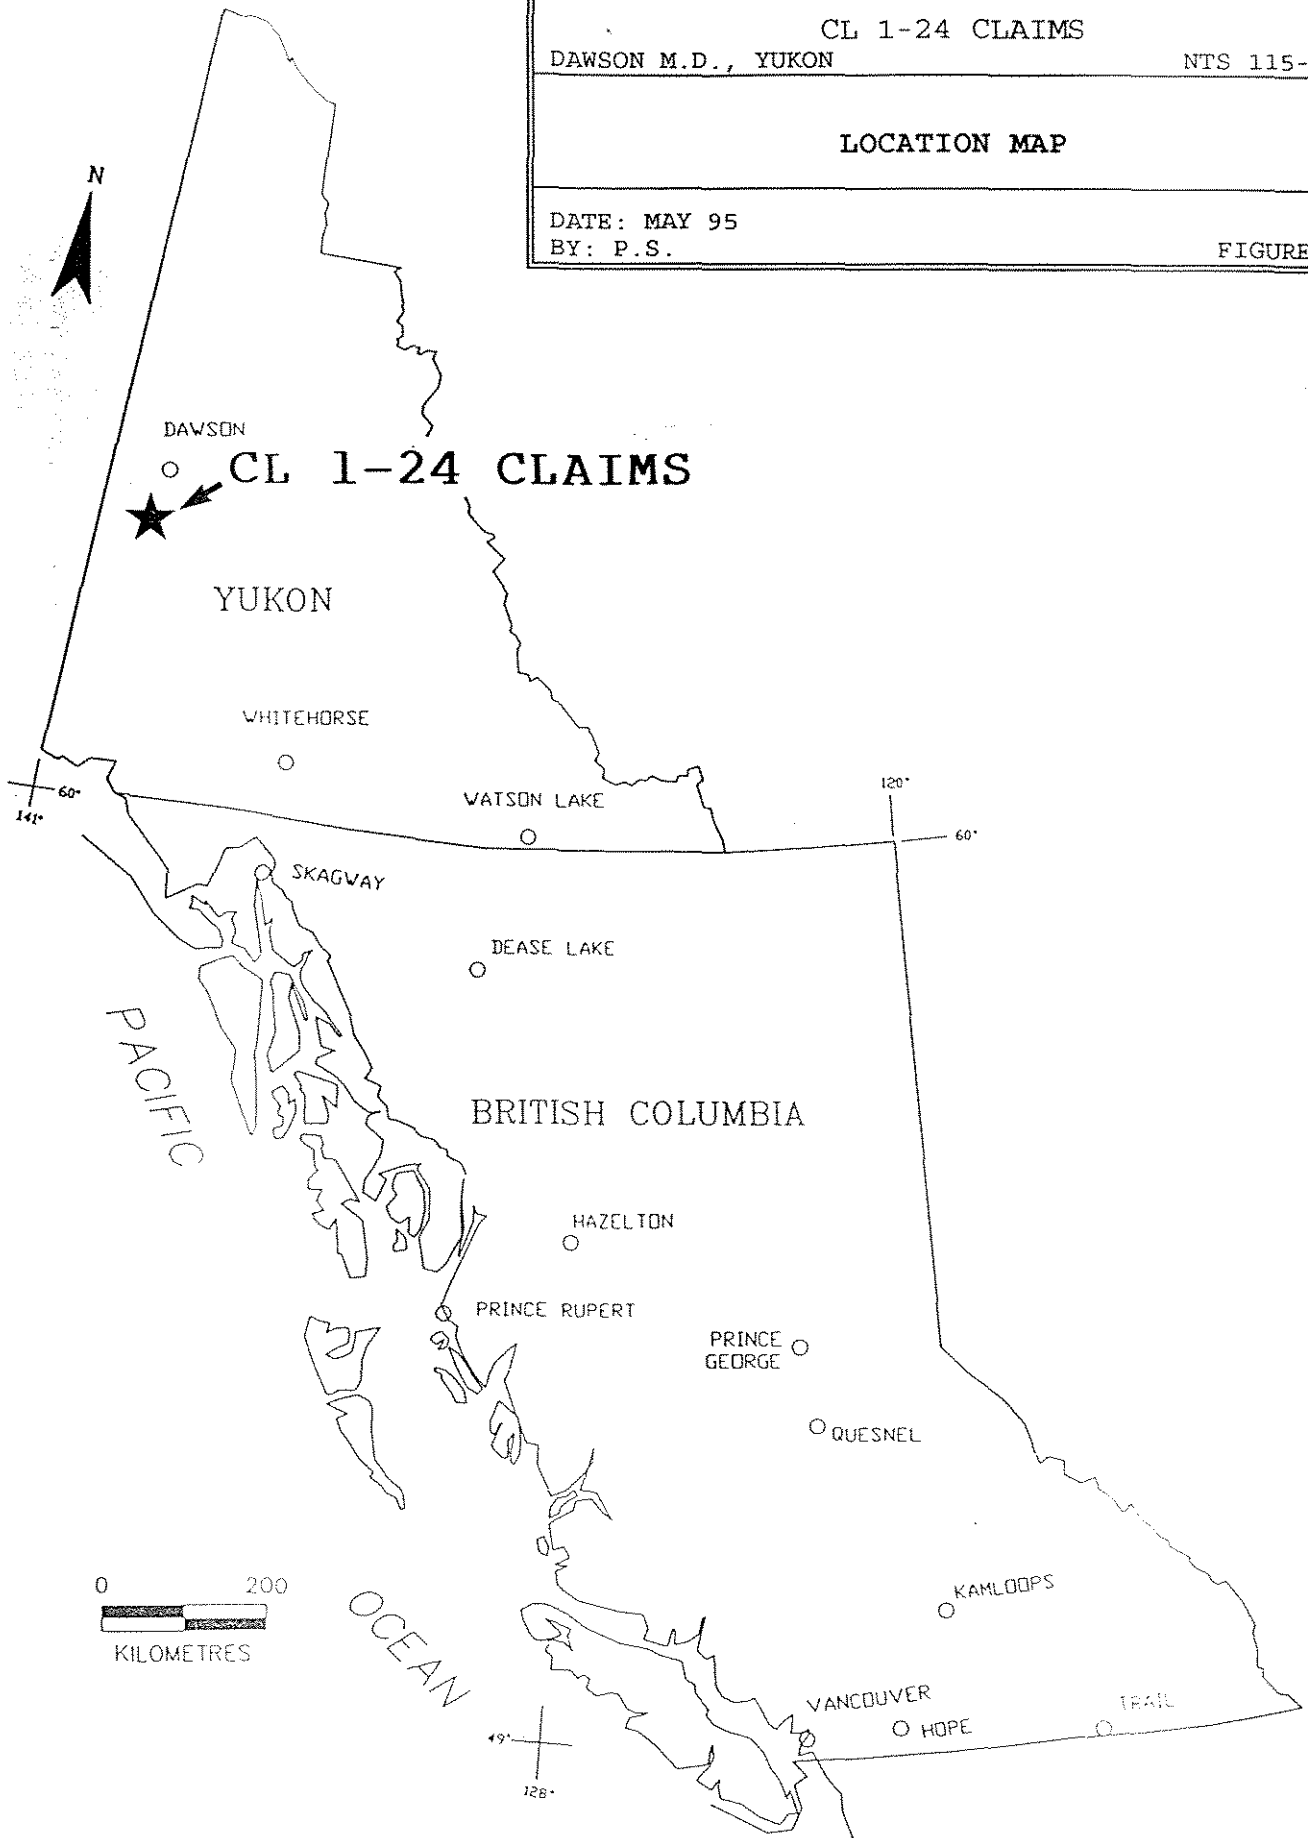 CL 1-24 CLAIMS
DAWSON M.D., YUKON NTS 115-
LOCATION MAP
DATE: MAY 95
BY: P.S. FIGURE
N
DAWSON
CL 1-24 CLAIMS
YUKON
WHITEHORSE
60°
141°
WATSON LAKE
120°
60°
SKAGWAY
DEASE LAKE
PACIFIC
BRITISH COLUMBIA
HAZELTON
PRINCE RUPERT
PRINCE
GEORGE
QUESNEL
0 200
KILOMETRES
OCEAN
KAMLOOPS
VANCOUVER
HOPE
TRAIL
49°
128°